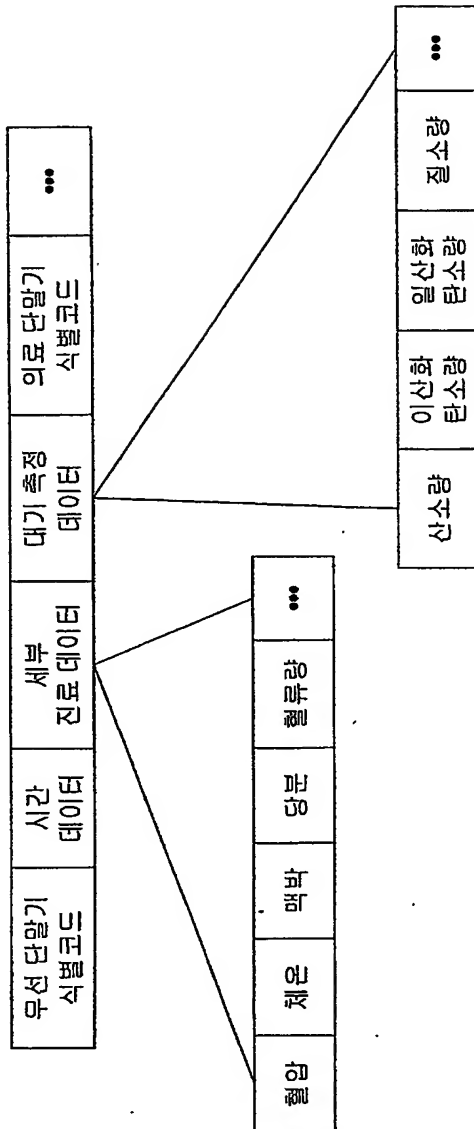 무선 단말기
식별코드
시간
데이터
세부
진료 데이터
대기 측정
데이터
의료 단말기
식별코드
•••
혈압
체온
맥박
당분
혈류량
•••
산소량
이산화
탄소량
일산화
탄소량
질소량
•••